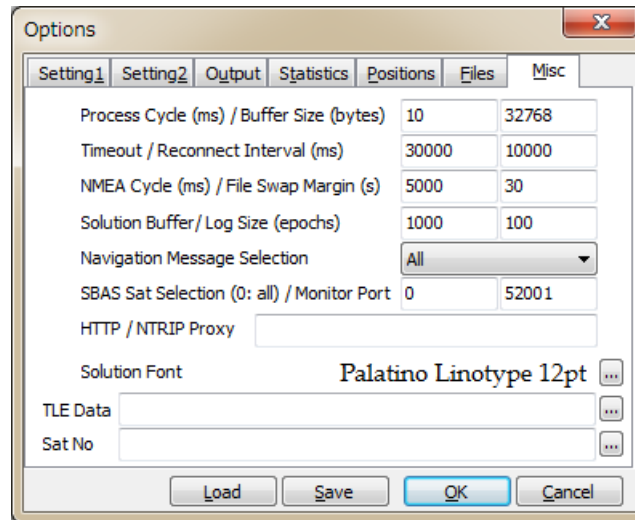 Options
Setting1 Setting2 Output Statistics Positions Files Misc
Process Cycle (ms) / Buffer Size (bytes) 10 32768
Timeout / Reconnect Interval (ms) 30000 10000
NMEA Cycle (ms) / File Swap Margin (s) 5000 30
Solution Buffer/ Log Size (epochs) 1000 100
Navigation Message Selection All
SBAS Sat Selection (0: all) / Monitor Port 0 52001
HTTP / NTRIP Proxy
Solution Font Palatino Linotype 12pt ...
TLE Data ...
Sat No ...
Load Save OK Cancel